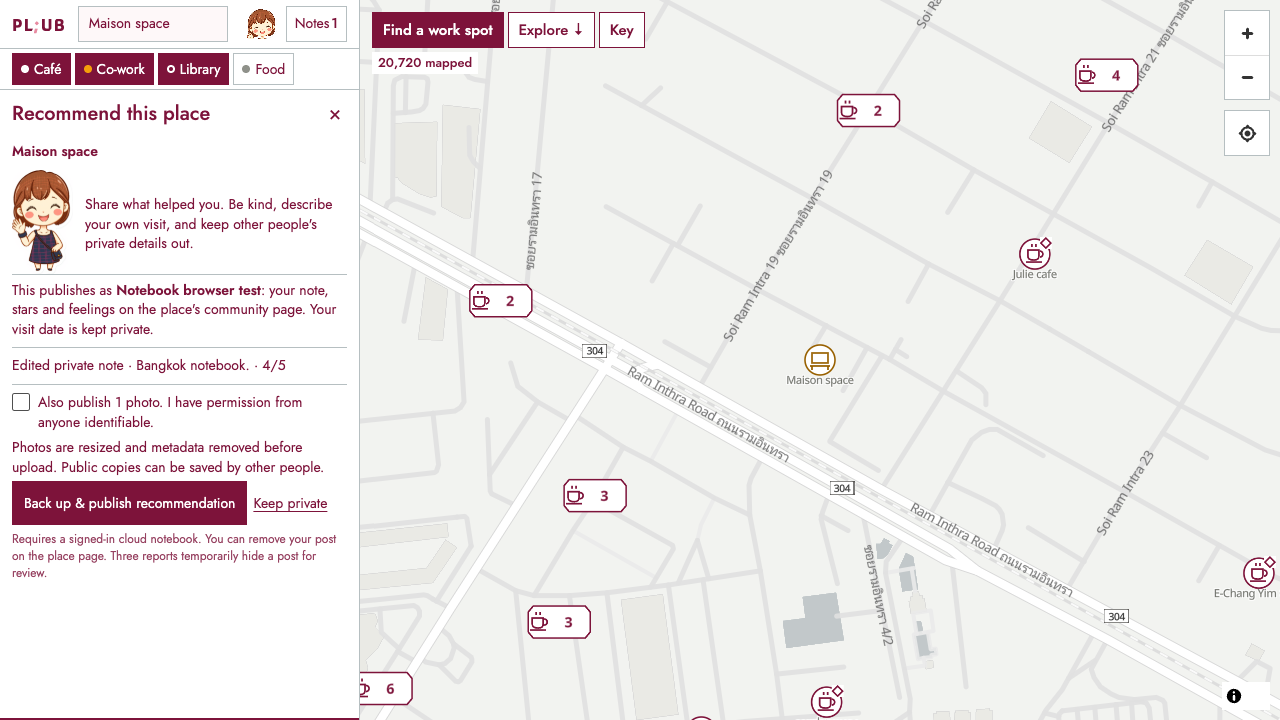 PL:UB
Maison space
Notes 1
Café
Co-work
Library
Food
Recommend this place
×
Maison space
Share what helped you. Be kind, describe
your own visit, and keep other people's
private details out.
This publishes as Notebook browser test: your note,
stars and feelings on the place's community page. Your
visit date is kept private.
Edited private note · Bangkok notebook. · 4/5
Also publish 1 photo. I have permission from
anyone identifiable.
Photos are resized and metadata removed before
upload. Public copies can be saved by other people.
Back up & publish recommendation
Keep private
Requires a signed-in cloud notebook. You can remove your post
on the place page. Three reports temporarily hide a post for
review.
Find a work spot
Explore ↓
Key
20,720 mapped
+
−
4
2
ซอยรามอินทรา 17
Soi Ram Intra 19 ซอยรามอินทรา 19
Soi Ram Intra 21 ซอยรามอินทรา
Julie cafe
2
304
Maison space
Ram Inthra Road ถนนรามอินทรา
304
3
Ram Inthra Road ถนนรามอินทรา
Soi Ram Intra 23
ซอยรามอินทรา 4/2
E-Chang Yim
304
3
6